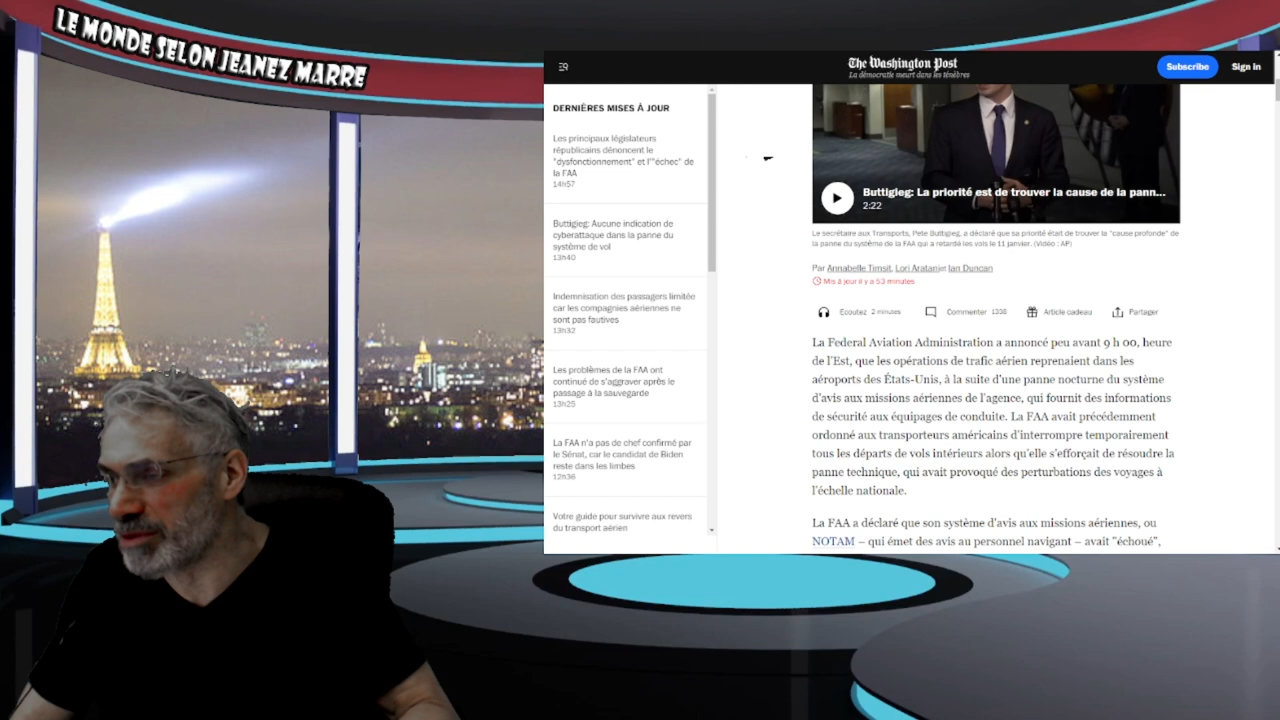 LE MONDE SELON JEANEZ MARRE
The Washington Post
La démocratie meurt dans les ténèbres
Subscribe
Sign in
DERNIÈRES MISES À JOUR
Les principaux législateurs
républicains dénoncent le
"dysfonctionnement" et l'"échec" de
la FAA
14h57
Buttigieg: Aucune indication de
cyberattaque dans la panne du
système de vol
13h40
Indemnisation des passagers limitée
car les compagnies aériennes ne
sont pas fautives
13h32
Les problèmes de la FAA ont
continué de s'aggraver après le
passage à la sauvegarde
13h25
La FAA n'a pas de chef confirmé par
le Sénat, car le candidat de Biden
reste dans les limbes
12h36
Votre guide pour survivre aux revers
du transport aérien
Buttigieg: La priorité est de trouver la cause de la pann...
2:22
Le secrétaire aux Transports, Pete Buttigieg, a déclaré que sa priorité était de trouver la "cause profonde" de
la panne du système de la FAA qui a retardé les vols le 11 janvier. (Vidéo : AP)
Par Annabelle Timsit, Lori Aratani et Ian Duncan
Mis à jour il y a 53 minutes
Écoutez 2 minutes
Commenter 1338
Article cadeau
Partager
La Federal Aviation Administration a annoncé peu avant 9 h 00, heure
de l'Est, que les opérations de trafic aérien reprenaient dans les
aéroports des États-Unis, à la suite d'une panne nocturne du système
d'avis aux missions aériennes de l'agence, qui fournit des informations
de sécurité aux équipages de conduite. La FAA avait précédemment
ordonné aux transporteurs américains d'interrompre temporairement
tous les départs de vols intérieurs alors qu'elle s'efforçait de résoudre la
panne technique, qui avait provoqué des perturbations des voyages à
l'échelle nationale.
La FAA a déclaré que son système d'avis aux missions aériennes, ou
NOTAM – qui émet des avis au personnel navigant – avait "échoué",